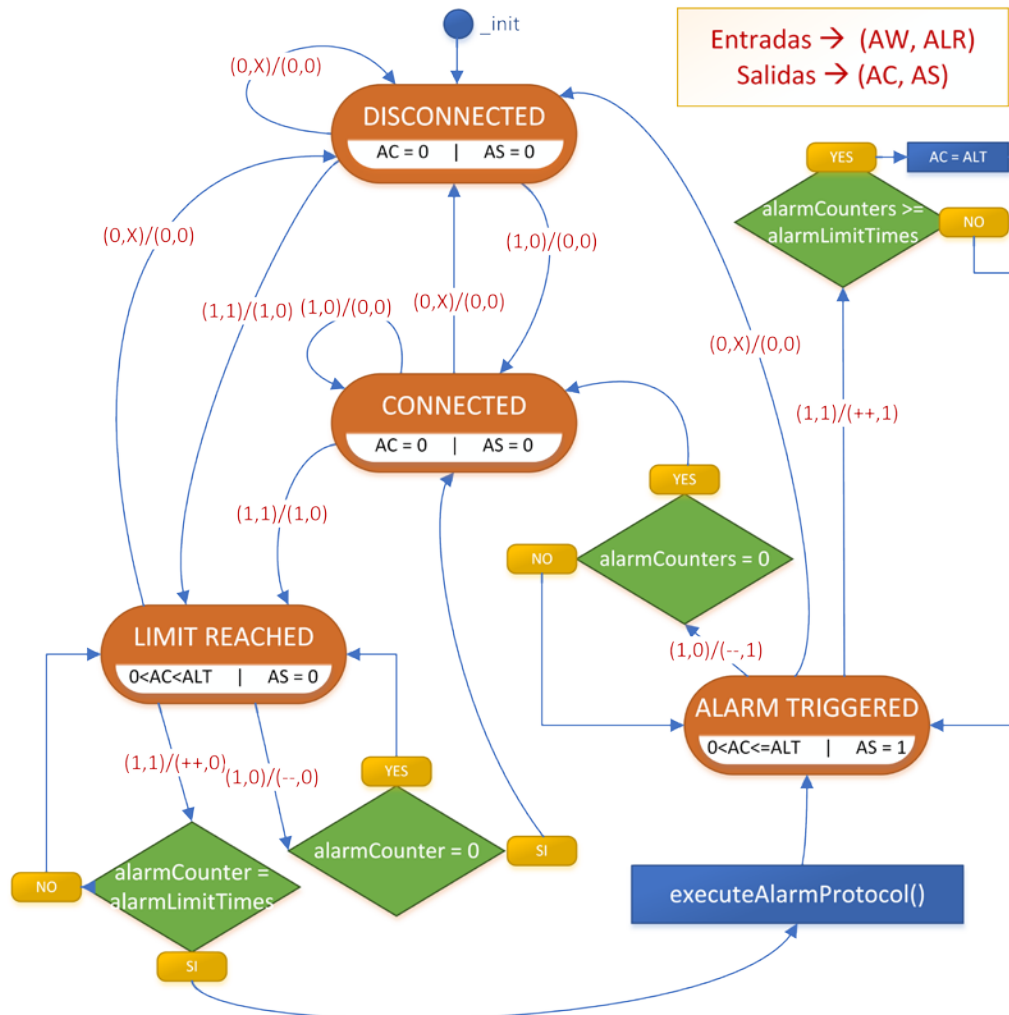 _init
Entradas → (AW, ALR)
Salidas → (AC, AS)
(0,X)/(0,0)
DISCONNECTED
AC = 0 | AS = 0
YES
AC = ALT
alarmCounters >=
alarmLimitTimes
NO
(0,X)/(0,0)
(1,0)/(0,0)
(1,1)/(1,0)
(1,0)/(0,0)
(0,X)/(0,0)
(0,X)/(0,0)
CONNECTED
AC = 0 | AS = 0
(1,1)/(++,1)
(1,1)/(1,0)
YES
NO
alarmCounters = 0
LIMIT REACHED
0<AC<ALT | AS = 0
(1,0)/(--,1)
ALARM TRIGGERED
0<AC<=ALT | AS = 1
(1,1)/(++,0)
(1,0)/(--,0)
YES
alarmCounter = 0
SI
alarmCounter =
alarmLimitTimes
NO
executeAlarmProtocol()
SI